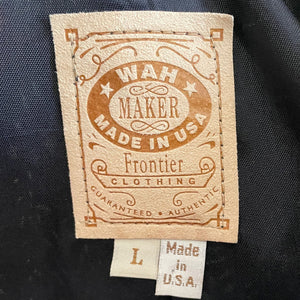 WAH
MAKER
MADE IN USA
Frontier
CLOTHING
GUARANTEED • AUTHENTIC
L
Made
in
U.S.A.